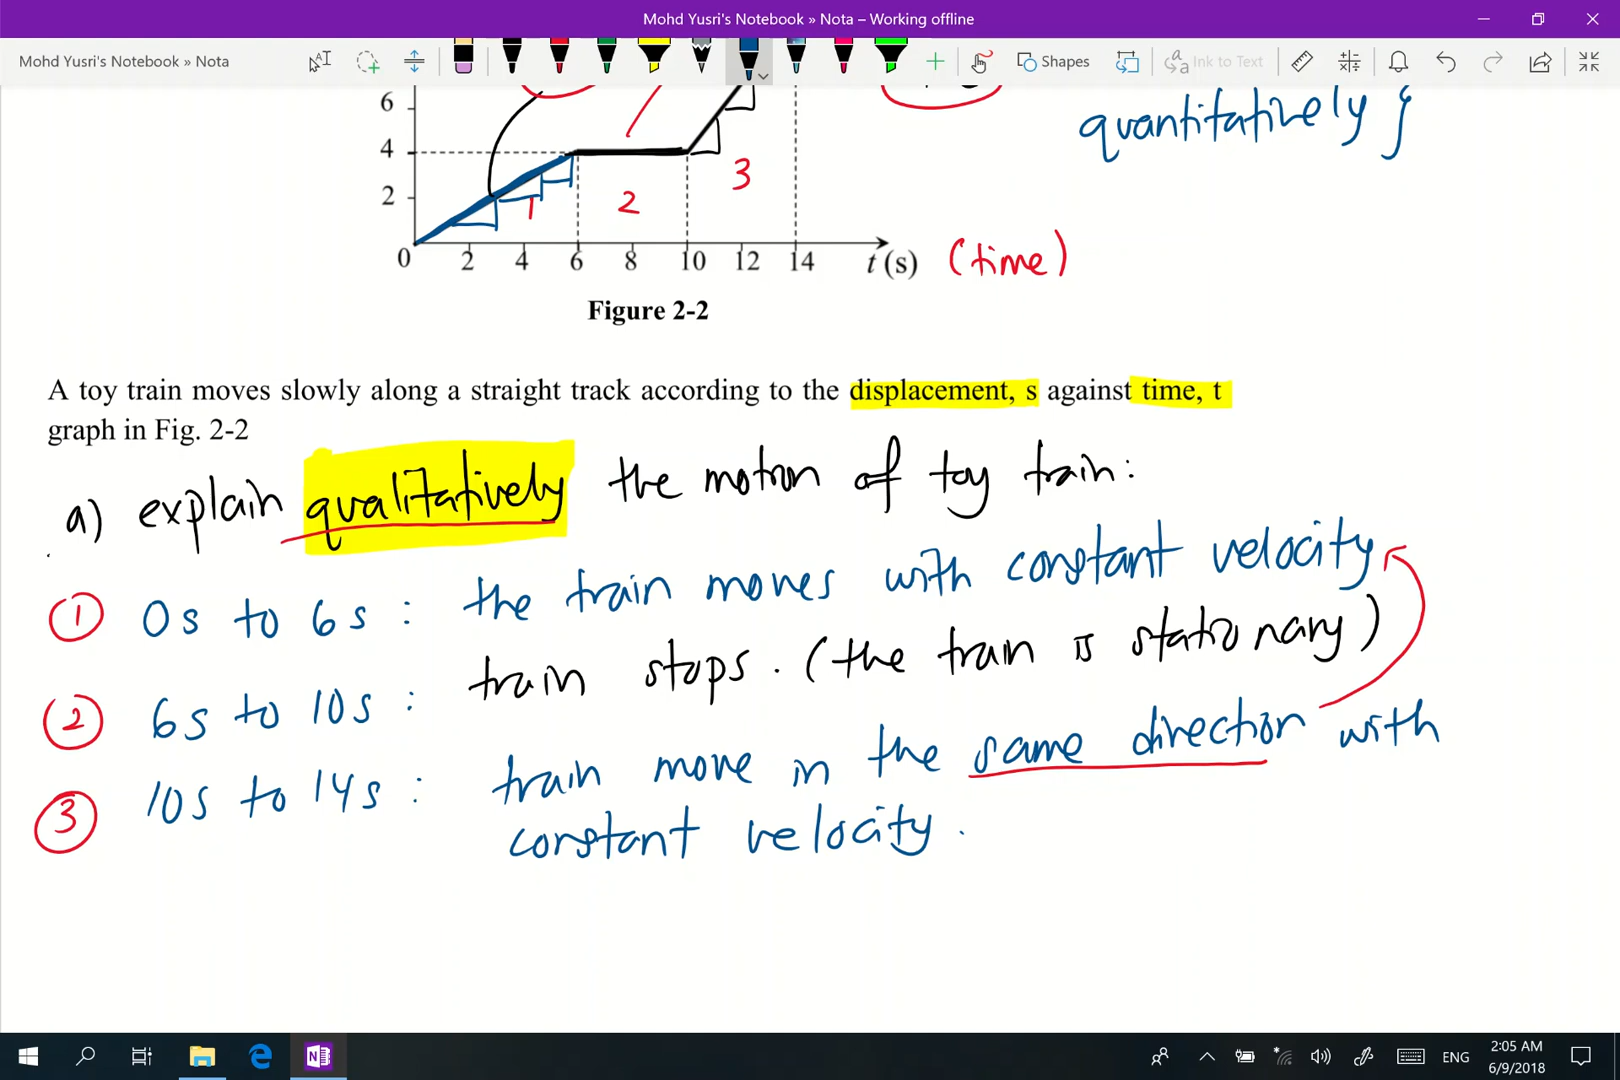 Mohd Yusri's Notebook » Nota – Working offline
Mohd Yusri's Notebook » Nota
Shapes
Ink to Text
6
4
2
0
2 4 6 8 10 12 14 t (s)
1
2
3
(time)
quantitatively
Figure 2-2
A toy train moves slowly along a straight track according to the displacement, s against time, t
graph in Fig. 2-2
a) explain qualitatively the motion of toy train:
1 0s to 6s : the train moves with constant velocity
2 6s to 10s : train stops. (the train is stationary)
3 10s to 14s : train move in the same direction with
constant velocity.
ENG
2:05 AM
6/9/2018